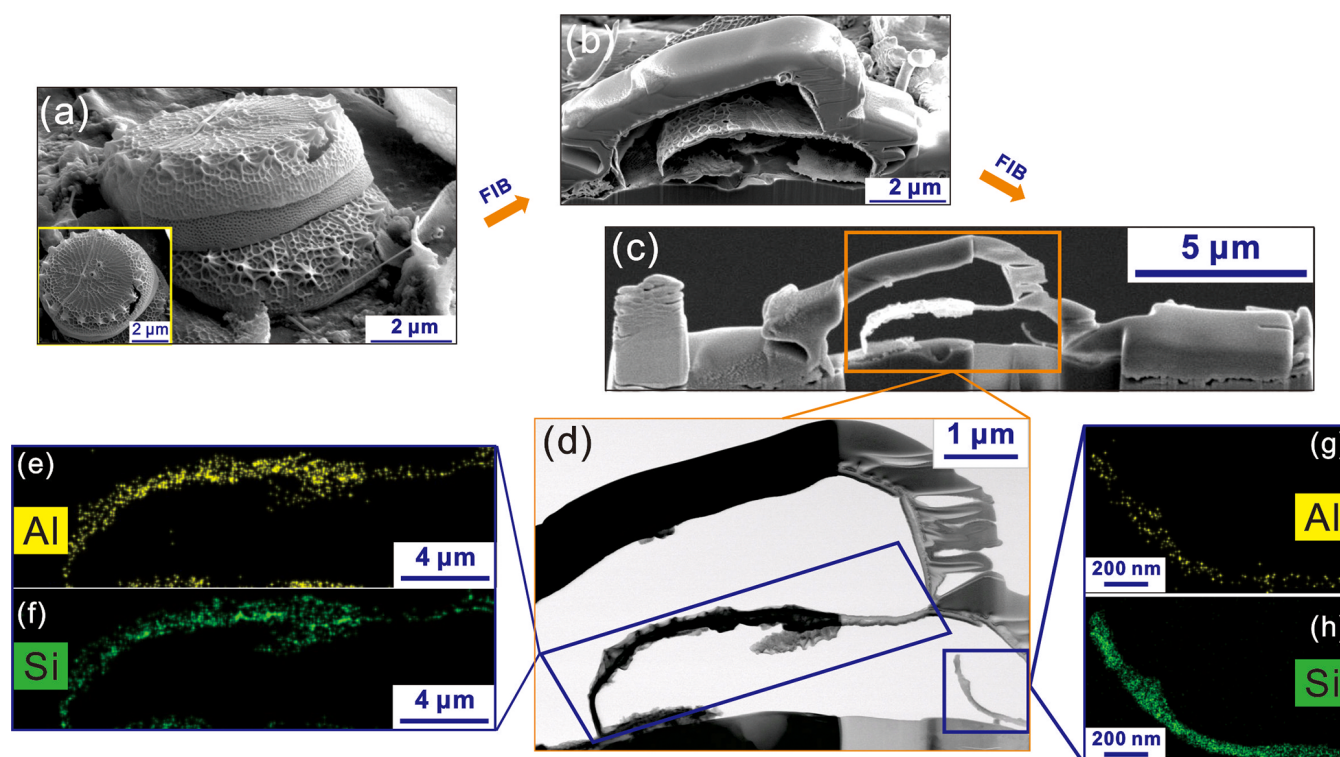 (a)
2 µm
2 µm
FIB
(b)
2 µm
FIB
(c)
5 µm
(d)
1 µm
(e)
Al
4 µm
(f)
Si
4 µm
(g)
Al
200 nm
(h)
Si
200 nm